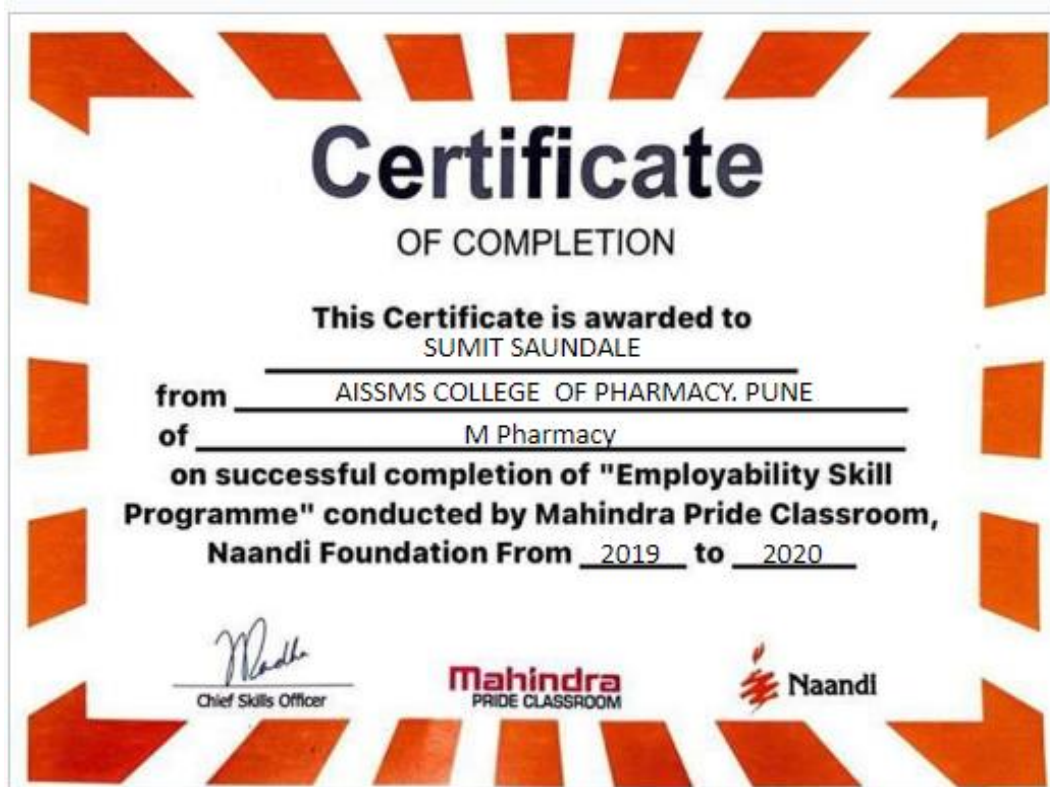 Certificate
OF COMPLETION
This Certificate is awarded to
SUMIT SAUNDALE
from AISSMS COLLEGE OF PHARMACY. PUNE
of M Pharmacy
on successful completion of "Employability Skill
Programme" conducted by Mahindra Pride Classroom,
Naandi Foundation From 2019 to 2020
Chief Skills Officer
Mahindra
PRIDE CLASSROOM
Naandi